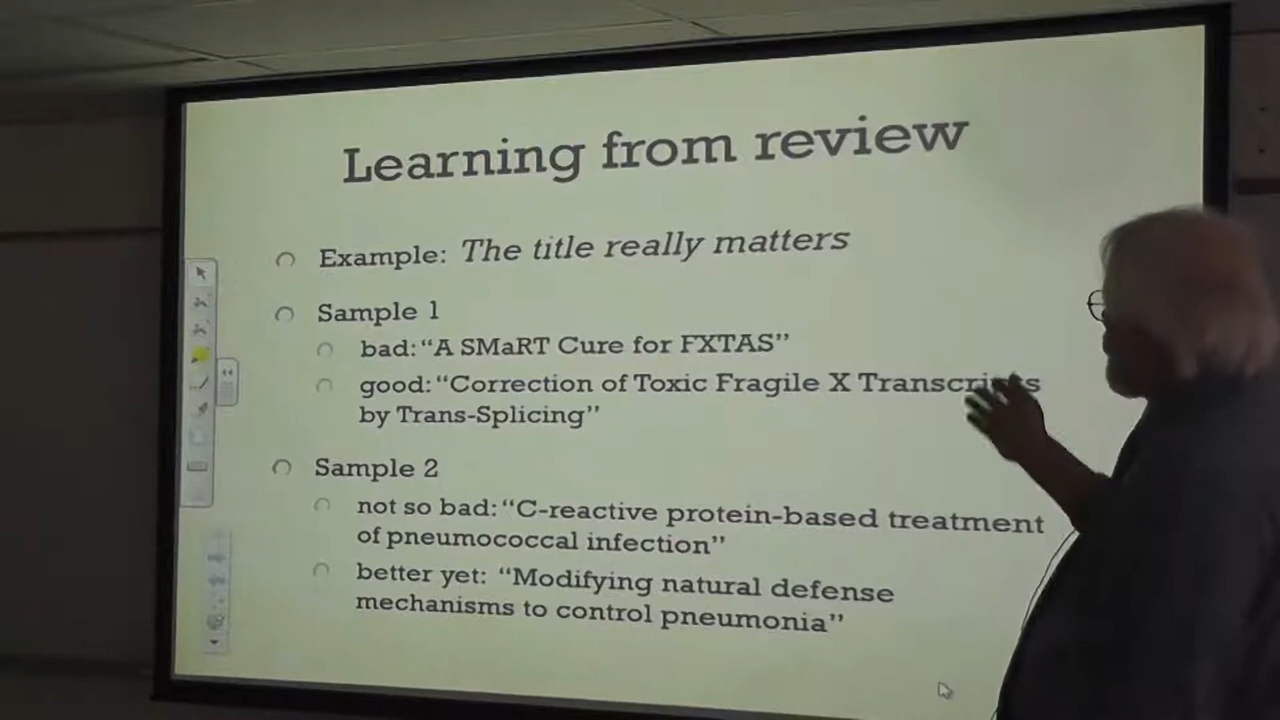 Learning from review
Example: The title really matters
Sample 1
bad: “A SMaRT Cure for FXTAS”
good: “Correction of Toxic Fragile X Transcripts
by Trans-Splicing”
Sample 2
not so bad: “C-reactive protein-based treatment
of pneumococcal infection”
better yet: “Modifying natural defense
mechanisms to control pneumonia”